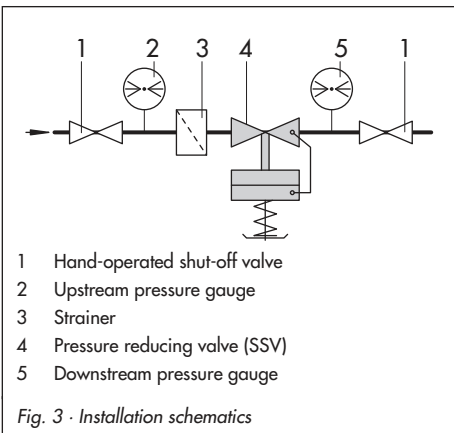 1 2 3 4 5 1
1 Hand-operated shut-off valve
2 Upstream pressure gauge
3 Strainer
4 Pressure reducing valve (SSV)
5 Downstream pressure gauge
Fig. 3 · Installation schematics